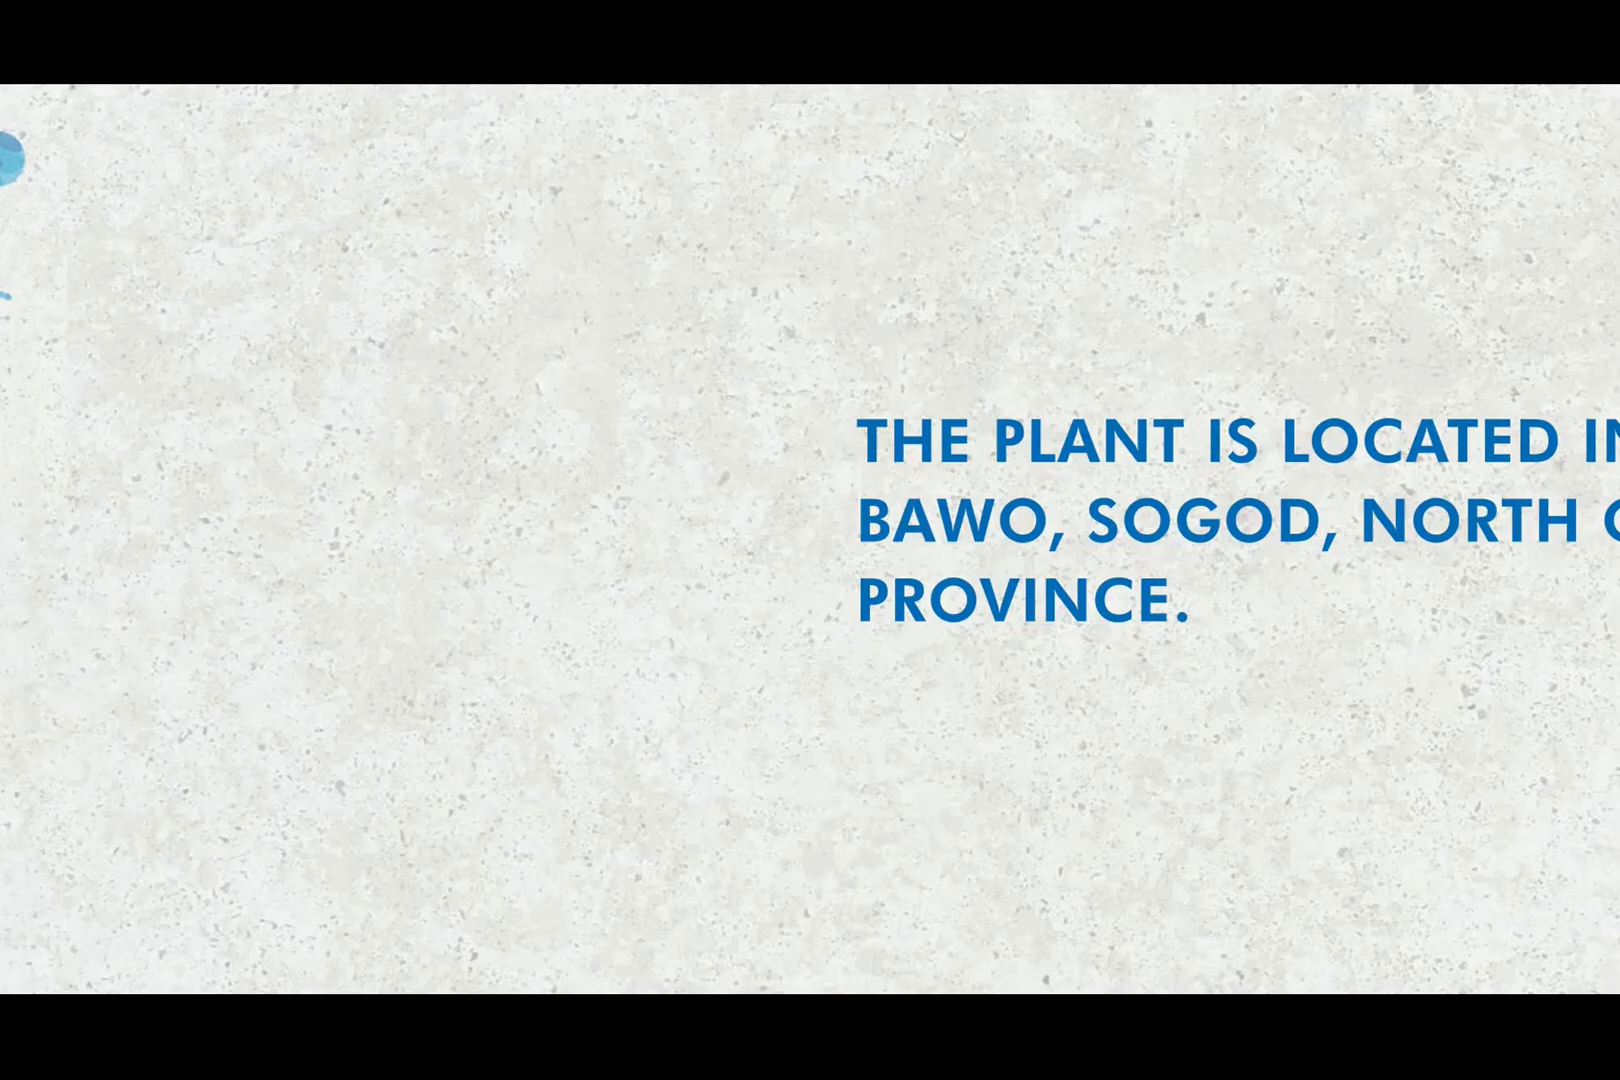 THE PLANT IS LOCATED IN
BAWO, SOGOD, NORTH
PROVINCE.